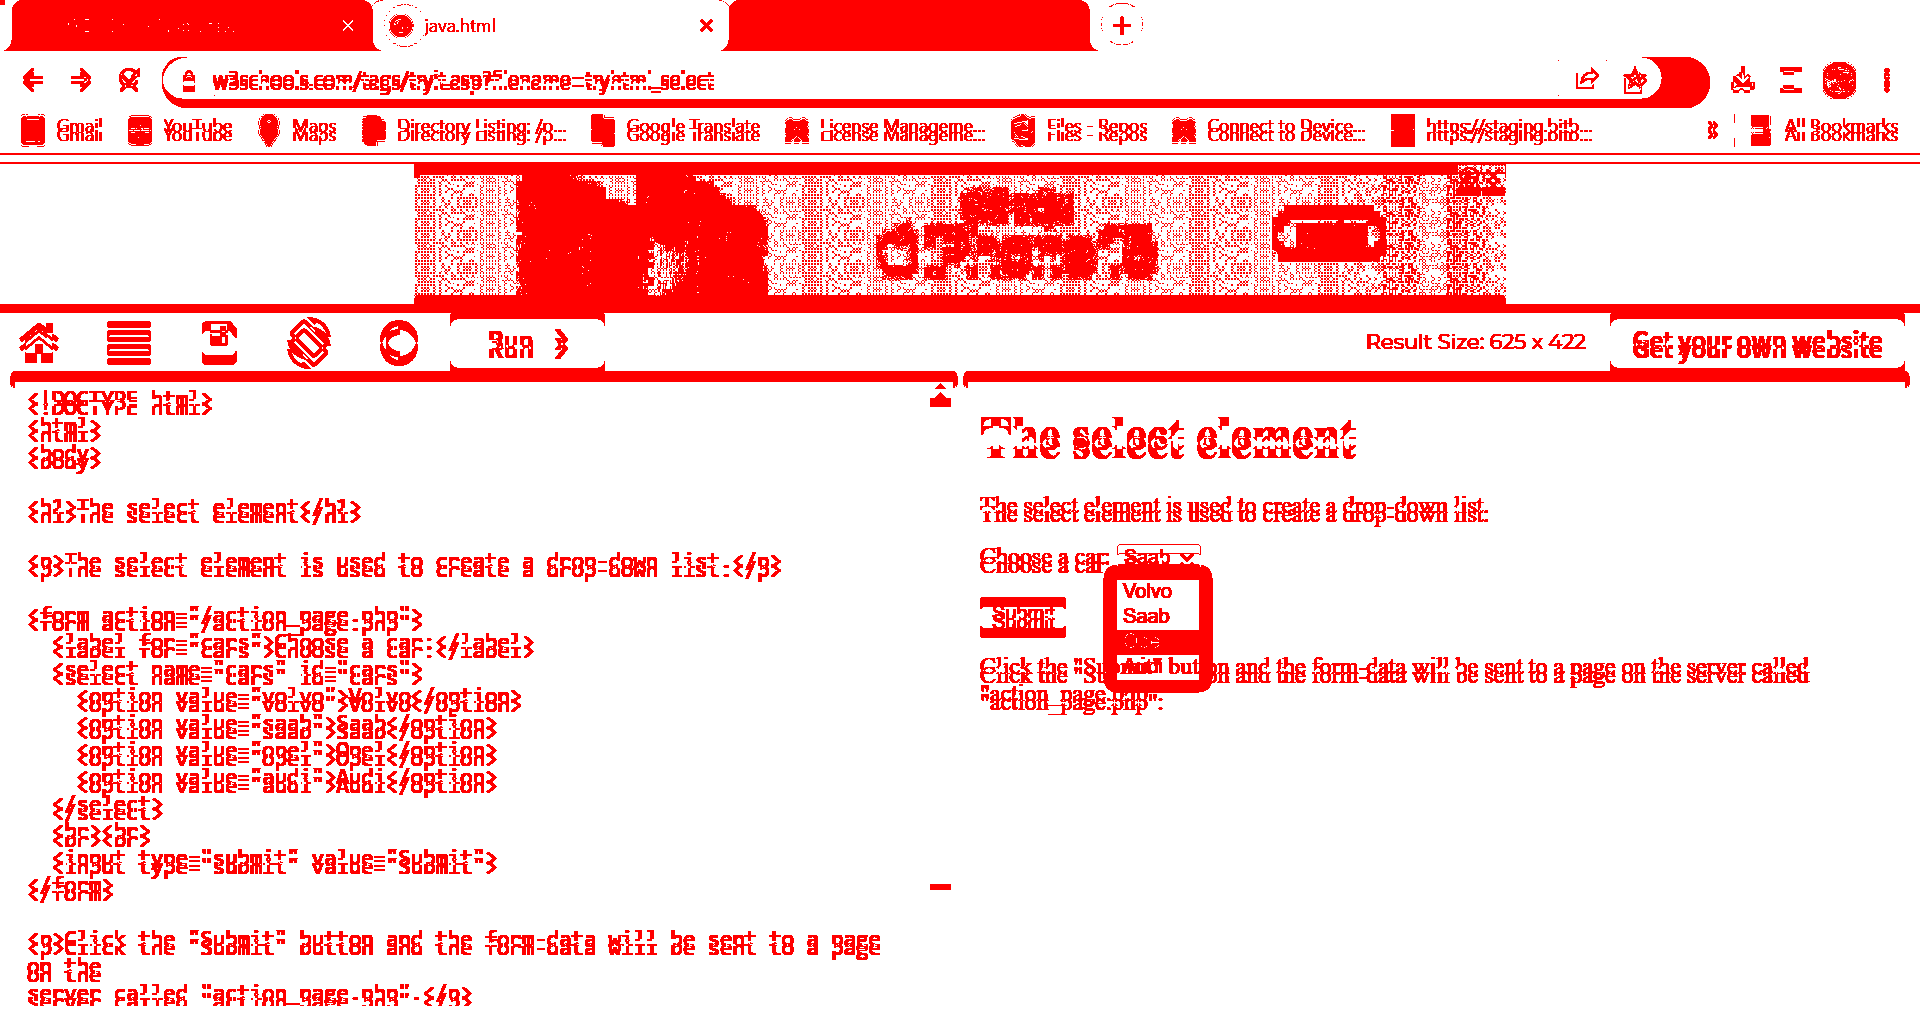 java.html
w3schools.com/tags/tryit.asp?filename=tryhtml_select
Gmail YouTube Maps Directory Listing: /p... Google Translate License Manageme... Files - Repos Connect to Device... https://staging.bitb... All Bookmarks
Run Result Size: 625 x 422 Get your own website
<!DOCTYPE html>
<html>
<body>
<h1>The select element</h1>
<p>The select element is used to create a drop-down list.</p>
<form action="/action_page.php">
<label for="cars">Choose a car:</label>
<select name="cars" id="cars">
<option value="volvo">Volvo</option>
<option value="saab">Saab</option>
<option value="opel">Opel</option>
<option value="audi">Audi</option>
</select>
<br><br>
<input type="submit" value="Submit">
</form>
<p>Click the "Submit" button and the form-data will be sent to a page
on the
server called "action_page.php".</p>
The select element
The select element is used to create a drop-down list.
Choose a car: Saab
Volvo
Saab
Opel
Audi
Submit
Click the "Submit" button and the form-data will be sent to a page on the server called
"action_page.php".